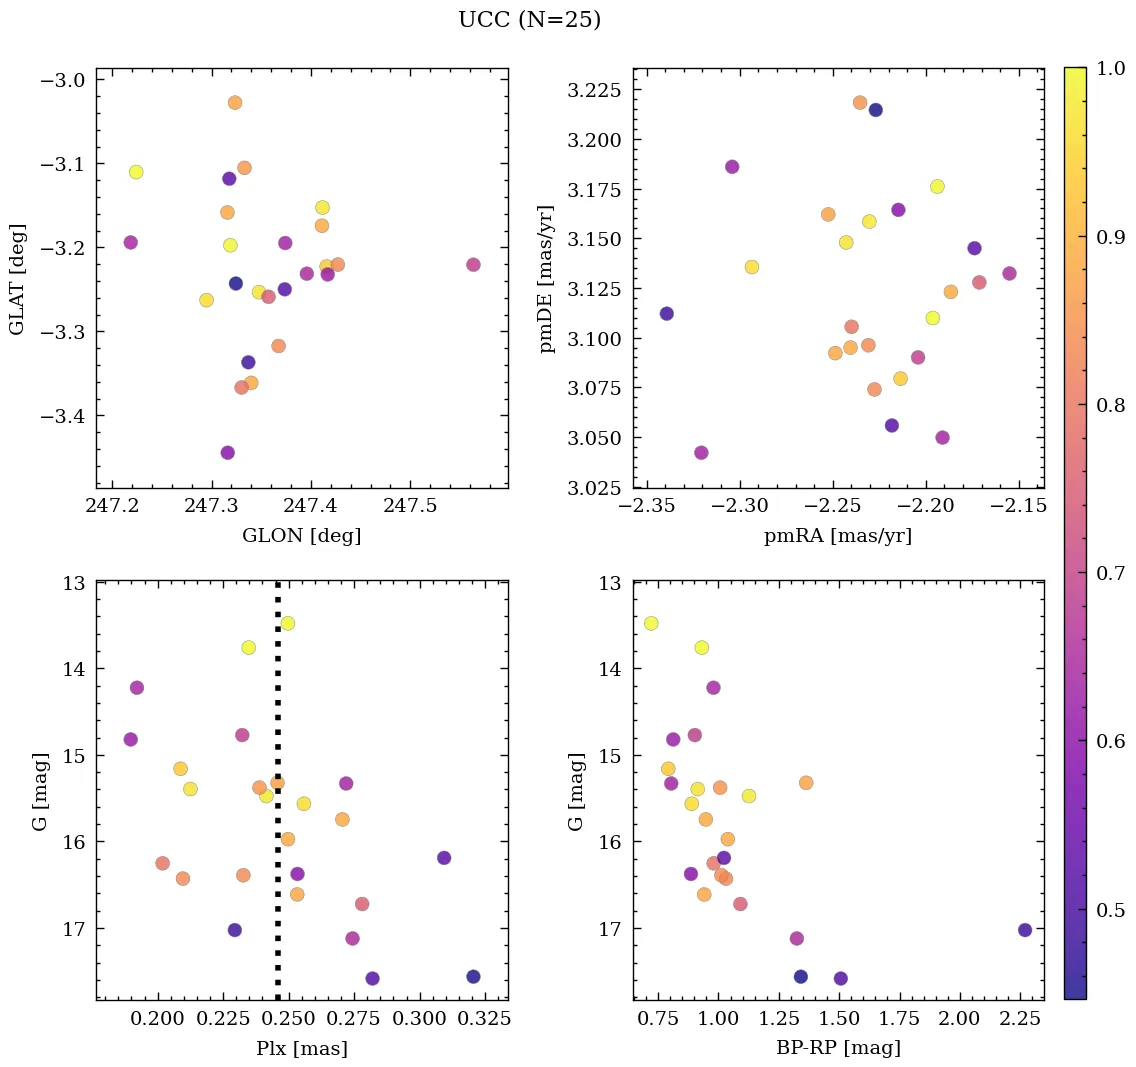 UCC (N=25)
−3.0
−3.1
−3.2
−3.3
−3.4
GLAT [deg]
247.2 247.3 247.4 247.5
GLON [deg]
3.225
3.200
3.175
3.150
3.125
3.100
3.075
3.050
3.025
pmDE [mas/yr]
−2.35 −2.30 −2.25 −2.20 −2.15
pmRA [mas/yr]
13
14
15
16
17
G [mag]
0.200 0.225 0.250 0.275 0.300 0.325
Plx [mas]
13
14
15
16
17
G [mag]
0.75 1.00 1.25 1.50 1.75 2.00 2.25
BP-RP [mag]
1.0
0.9
0.8
0.7
0.6
0.5